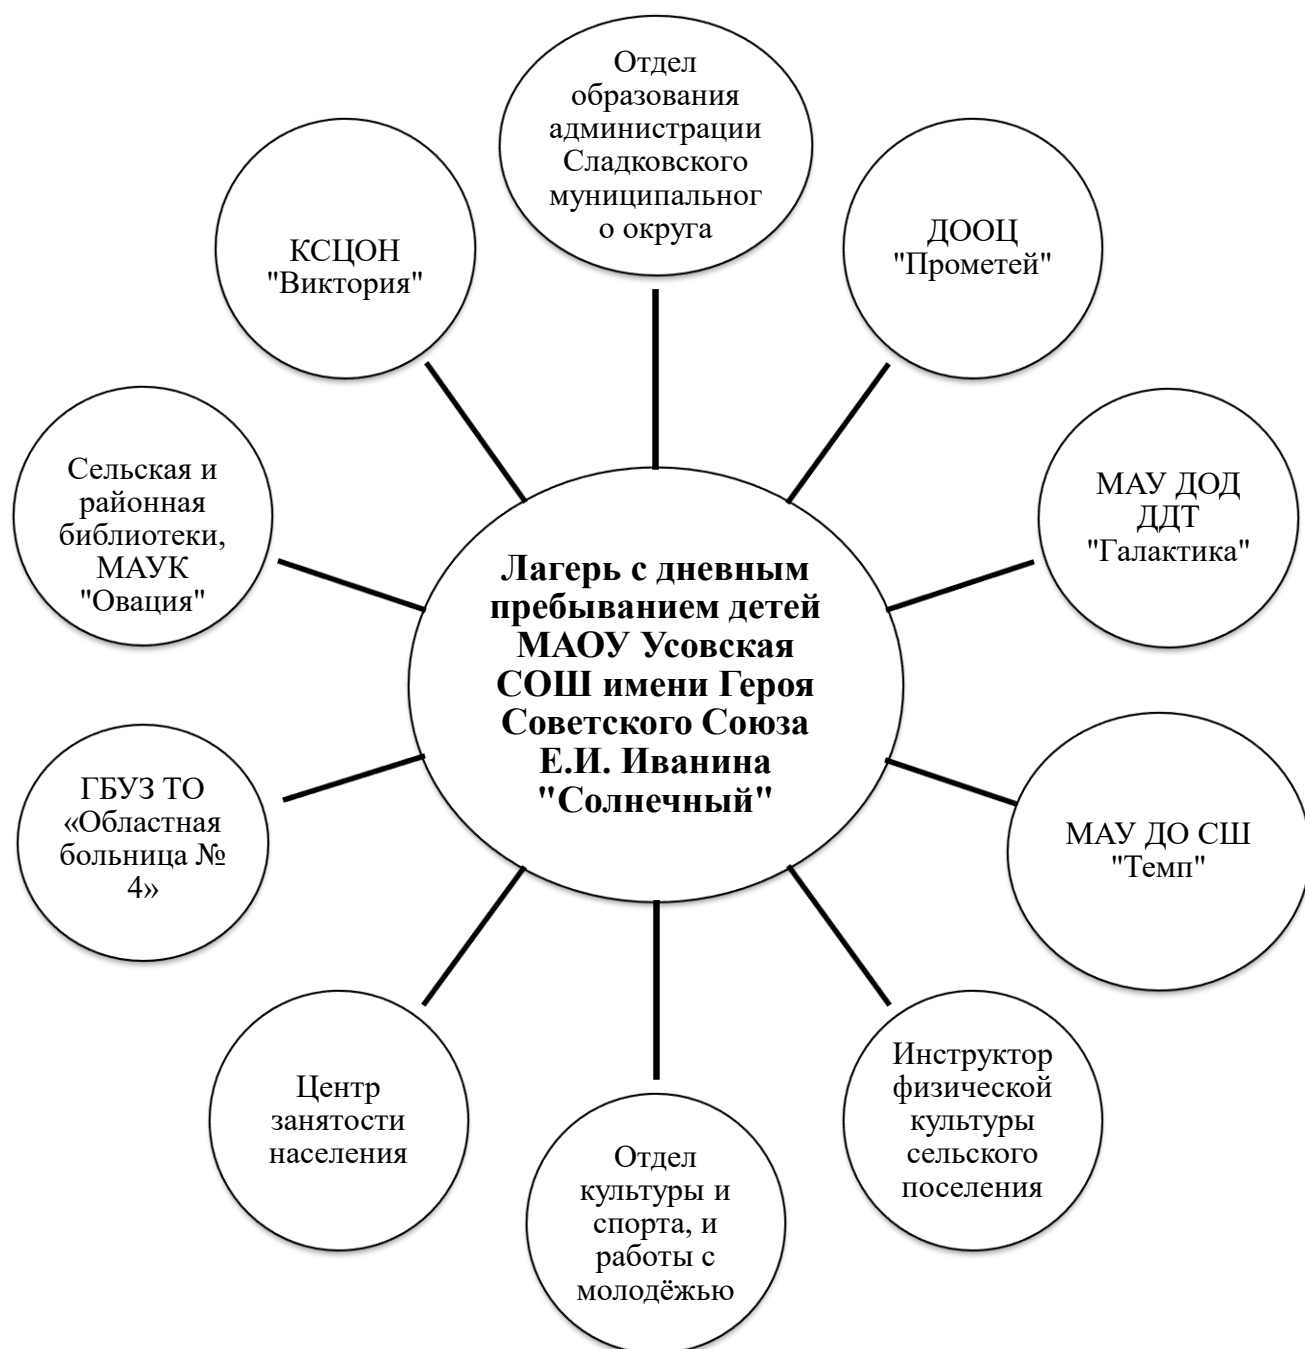 Отдел
образования
администрации
Сладковского
муниципальног
о округа
КСЦОН
"Виктория"
ДООЦ
"Прометей"
Сельская и
районная
библиотеки,
МАУК
"Овация"
МАУ ДОД
ДДТ
"Галактика"
Лагерь с дневным
пребыванием детей
МАОУ Усовская
СОШ имени Героя
Советского Союза
Е.И. Иванина
"Солнечный"
ГБУЗ ТО
«Областная
больница №
4»
МАУ ДО СШ
"Темп"
Центр
занятости
населения
Инструктор
физической
культуры
сельского
поселения
Отдел
культуры и
спорта, и
работы с
молодёжью